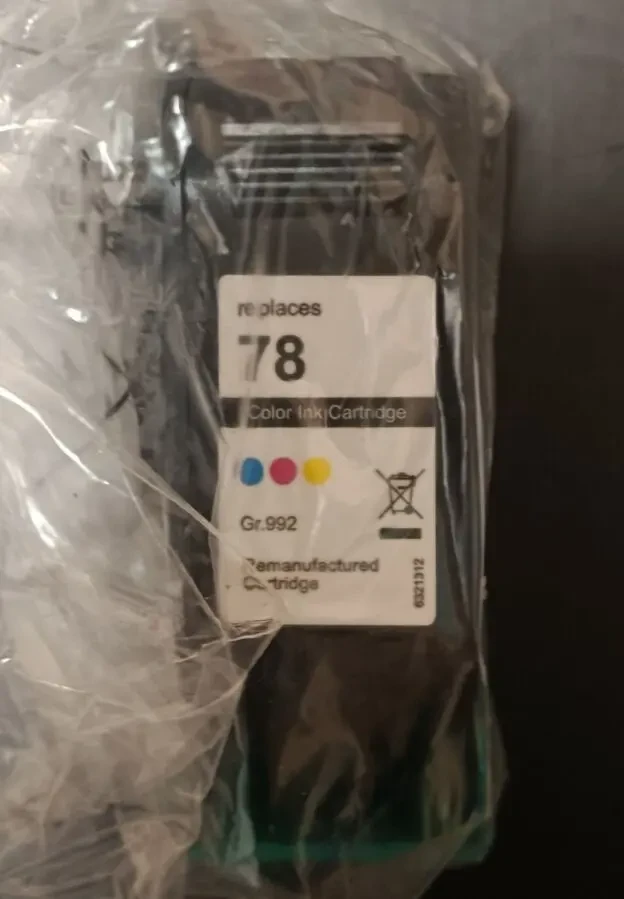 replaces
78
Color Ink Cartridge
Gr.992
Remanufactured
Cartridge
6321312